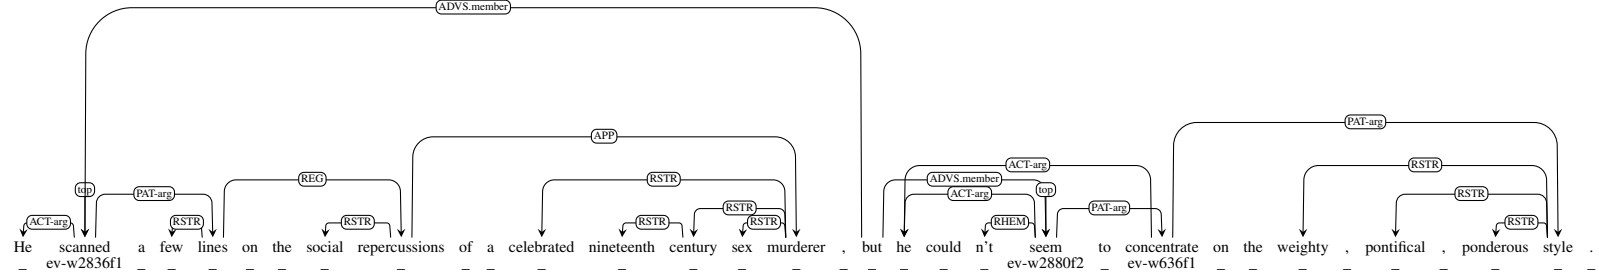 ADVS.member
APP
PAT-arg
ACT-arg
RSTR
REG
ADVS.member
RSTR
top
PAT-arg
ACT-arg
top
RSTR
RSTR
PAT-arg
ACT-arg
RSTR
RSTR
RSTR
RSTR
RHEM
RSTR
He scanned a few lines on the social repercussions of a celebrated nineteenth century sex murderer , but he could n't seem to concentrate on the weighty , pontifical , ponderous style .
_ ev-w2836f1 _ _ _ _ _ _ _ _ _ _ _ _ _ _ _ _ _ _ _ ev-w2880f2 _ ev-w636f1 _ _ _ _ _ _ _ _ _